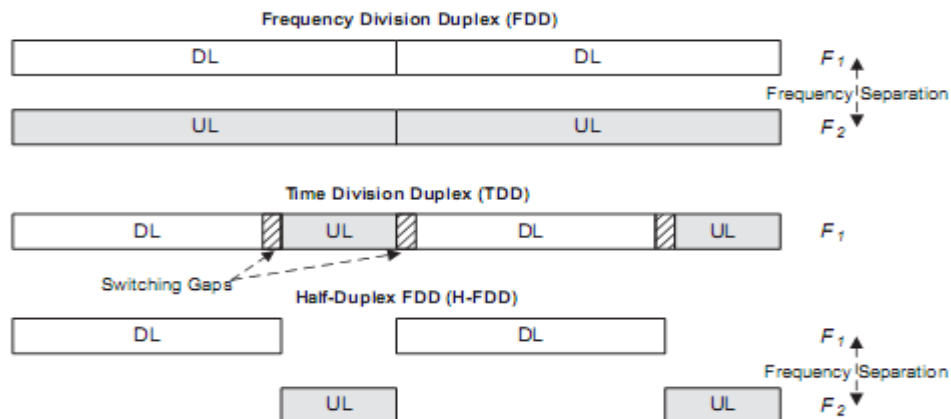 Frequency Division Duplex (FDD)
DL DL F1
Frequency Separation
UL UL F2
Time Division Duplex (TDD)
DL UL DL UL F1
Switching Gaps
Half-Duplex FDD (H-FDD)
DL DL F1
Frequency Separation
UL UL F2